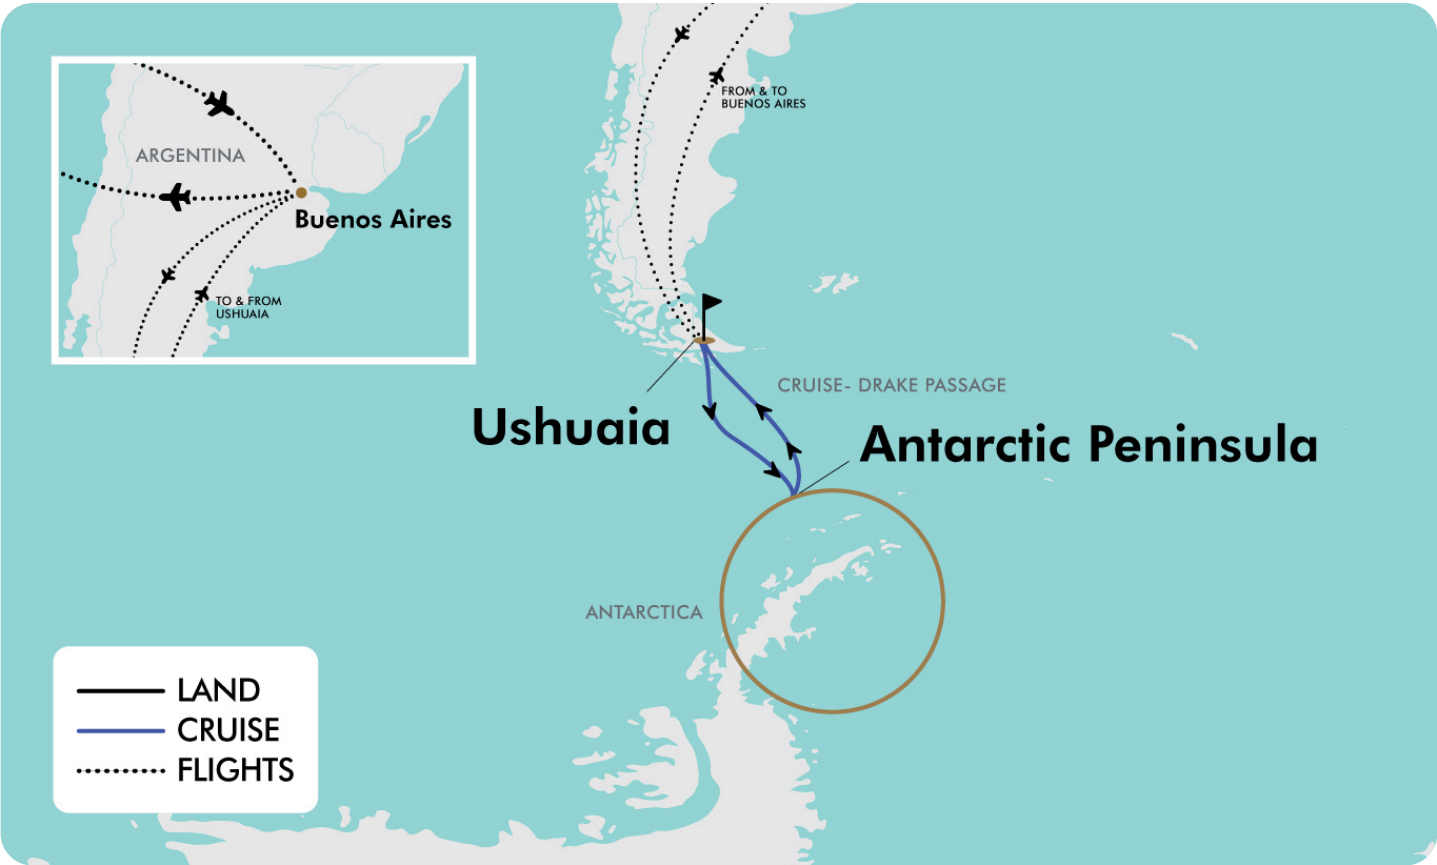 FROM & TO
BUENOS AIRES
ARGENTINA
Buenos Aires
TO & FROM
USHUAIA
CRUISE- DRAKE PASSAGE
Ushuaia
Antarctic Peninsula
ANTARCTICA
LAND
CRUISE
FLIGHTS